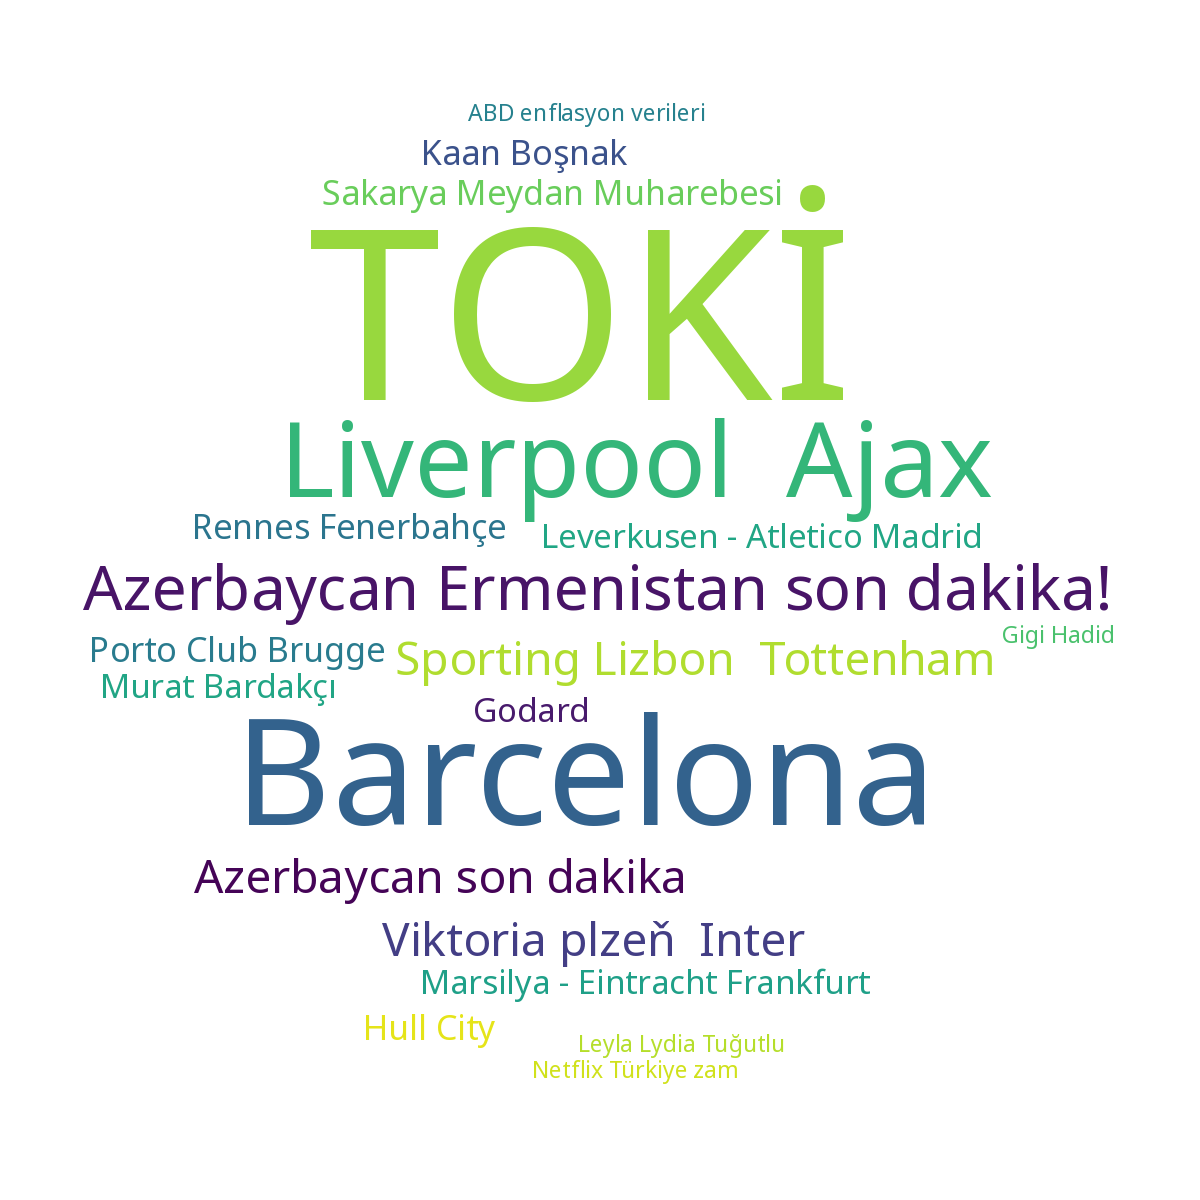 ABD enflasyon verileri
Kaan Boşnak
Sakarya Meydan Muharebesi
TOKİ
Liverpool Ajax
Rennes Fenerbahçe
Leverkusen - Atletico Madrid
Azerbaycan Ermenistan son dakika!
Gigi Hadid
Porto Club Brugge
Sporting Lizbon Tottenham
Murat Bardakçı
Godard
Barcelona
Azerbaycan son dakika
Viktoria plzeň Inter
Marsilya - Eintracht Frankfurt
Hull City
Leyla Lydia Tuğutlu
Netflix Türkiye zam